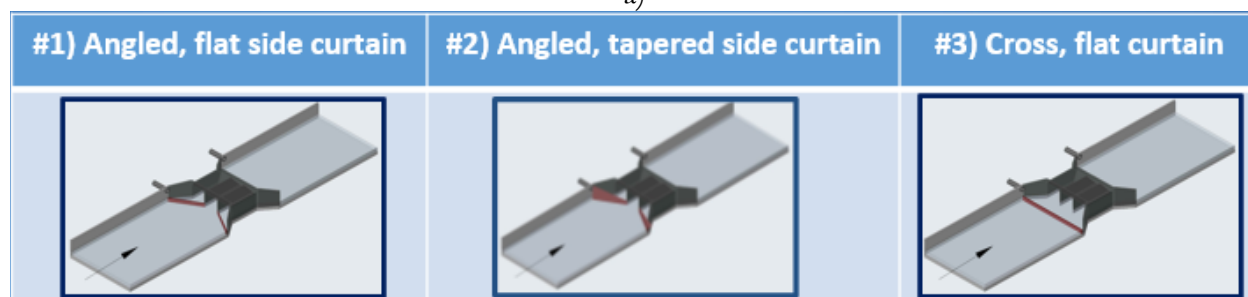 a)
#1) Angled, flat side curtain
#2) Angled, tapered side curtain
#3) Cross, flat curtain